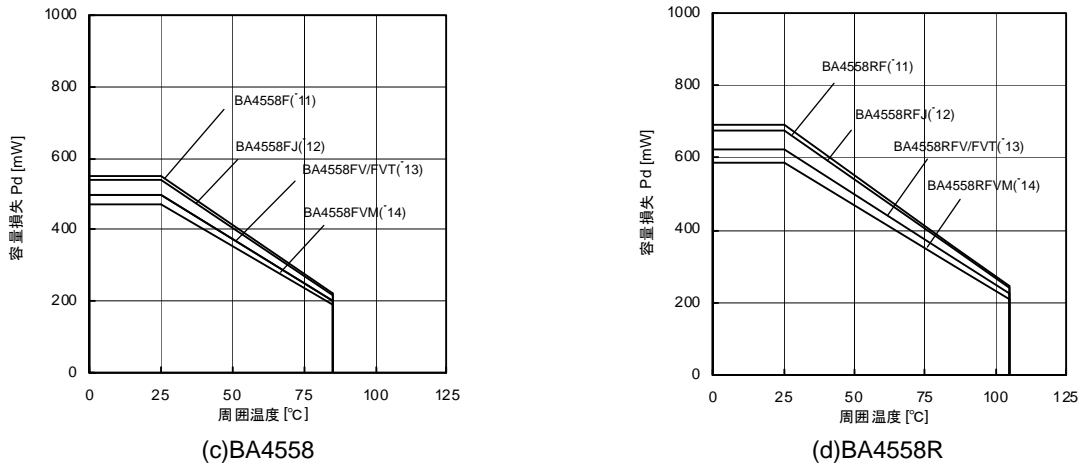 1000
800
600
400
200
0
容量損失 Pd [mW]
BA4558F(*11)
BA4558FJ(*12)
BA4558FV//FVT(*13)
BA4558FVM(*14)
0 25 50 75 100 125
周囲温度 [℃]
(c)BA4558
1000
800
600
400
200
0
容量損失 Pd [mW]
BA4558RF(*11)
BA4558RFJ(*12)
BA4558RFV//FVT(*13)
BA4558RFVM(*14)
0 25 50 75 100 125
周囲温度 [℃]
(d)BA4558R